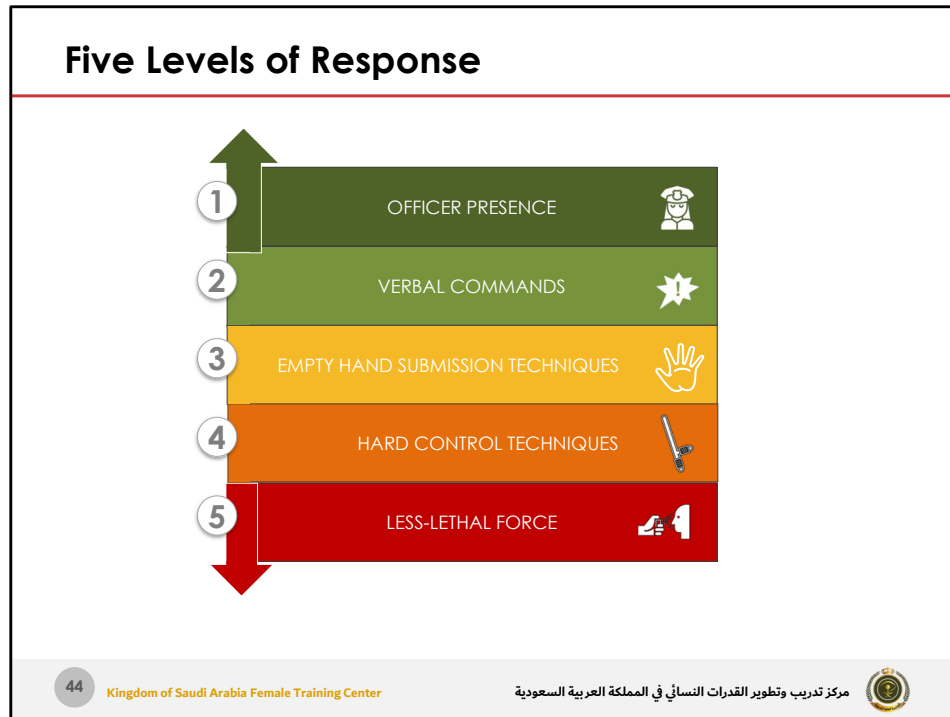 Five Levels of Response
1
OFFICER PRESENCE
2
VERBAL COMMANDS
!
3
EMPTY HAND SUBMISSION TECHNIQUES
4
HARD CONTROL TECHNIQUES
5
LESS-LETHAL FORCE
44
Kingdom of Saudi Arabia Female Training Center
مركز تدريب وتطوير القدرات النسائي في المملكة العربية السعودية